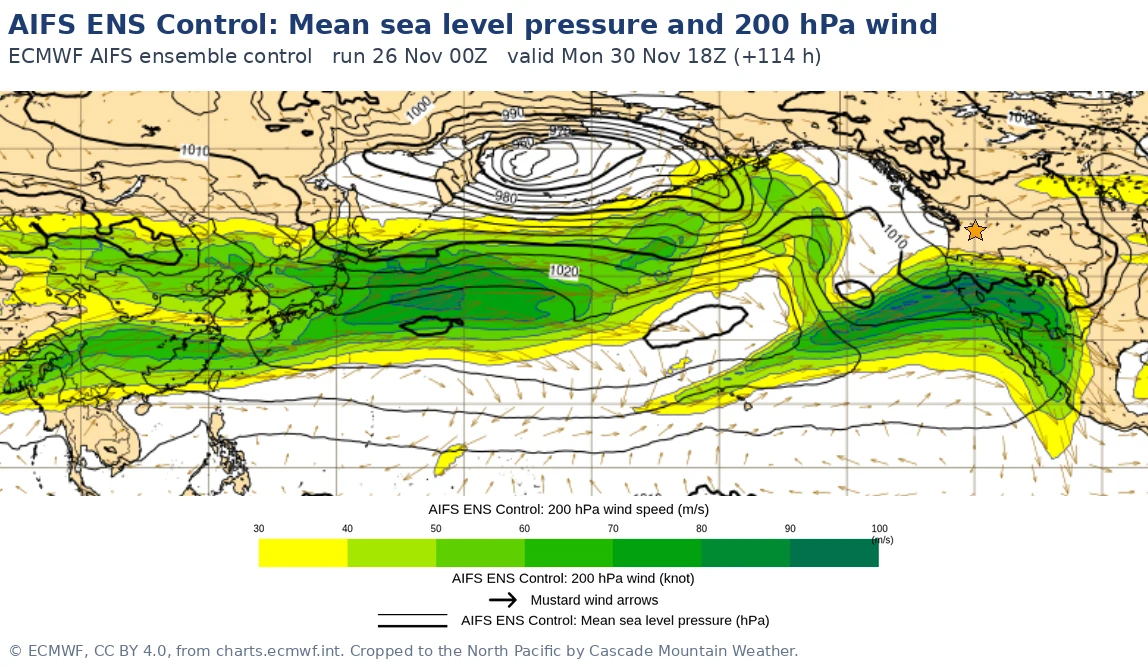 AIFS ENS Control: Mean sea level pressure and 200 hPa wind
ECMWF AIFS ensemble control run 26 Nov 00Z valid Mon 30 Nov 18Z (+114 h)
1000
990
970
1010
980
1010
1020
AIFS ENS Control: 200 hPa wind speed (m/s)
30 40 50 60 70 80 90 100
(m/s)
AIFS ENS Control: 200 hPa wind (knot)
Mustard wind arrows
AIFS ENS Control: Mean sea level pressure (hPa)
© ECMWF, CC BY 4.0, from charts.ecmwf.int. Cropped to the North Pacific by Cascade Mountain Weather.